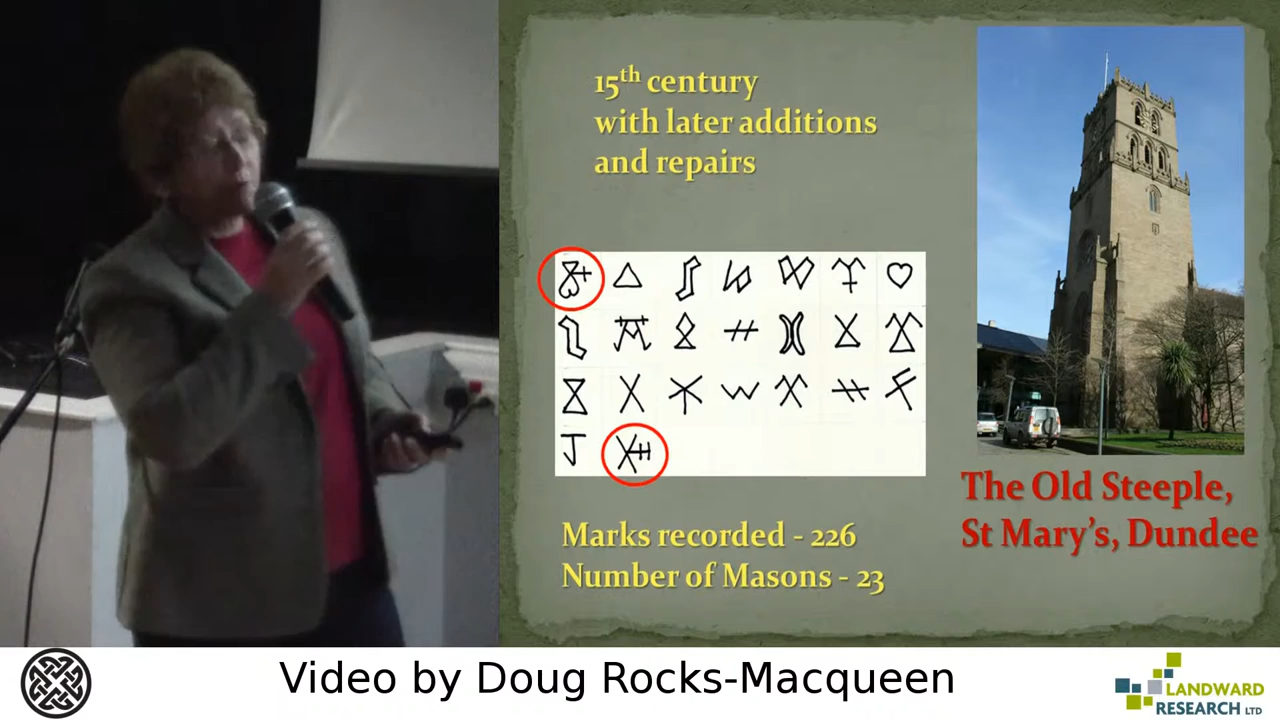 15th century
with later additions
and repairs
Marks recorded - 226
Number of Masons - 23
The Old Steeple,
St Mary's, Dundee
Video by Doug Rocks-Macqueen
LANDWARD
RESEARCH LTD